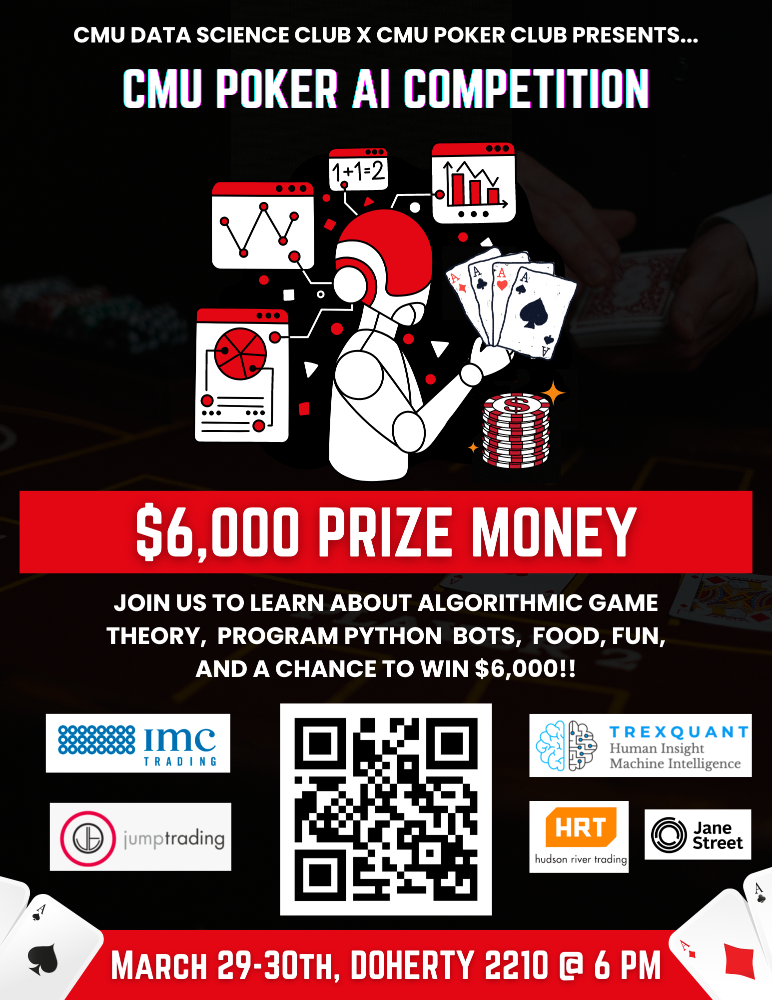 CMU DATA SCIENCE CLUB X CMU POKER CLUB PRESENTS...
CMU POKER AI COMPETITION
1+1=2
A A A A
A
$
$6,000 PRIZE MONEY
JOIN US TO LEARN ABOUT ALGORITHMIC GAME
THEORY, PROGRAM PYTHON BOTS, FOOD, FUN,
AND A CHANCE TO WIN $6,000!!
imc
TRADING
TREXQUANT
Human Insight
Machine Intelligence
jumptrading
HRT
hudson river trading
Jane
Street
A
A
A
MARCH 29-30TH, DOHERTY 2210 @ 6 PM